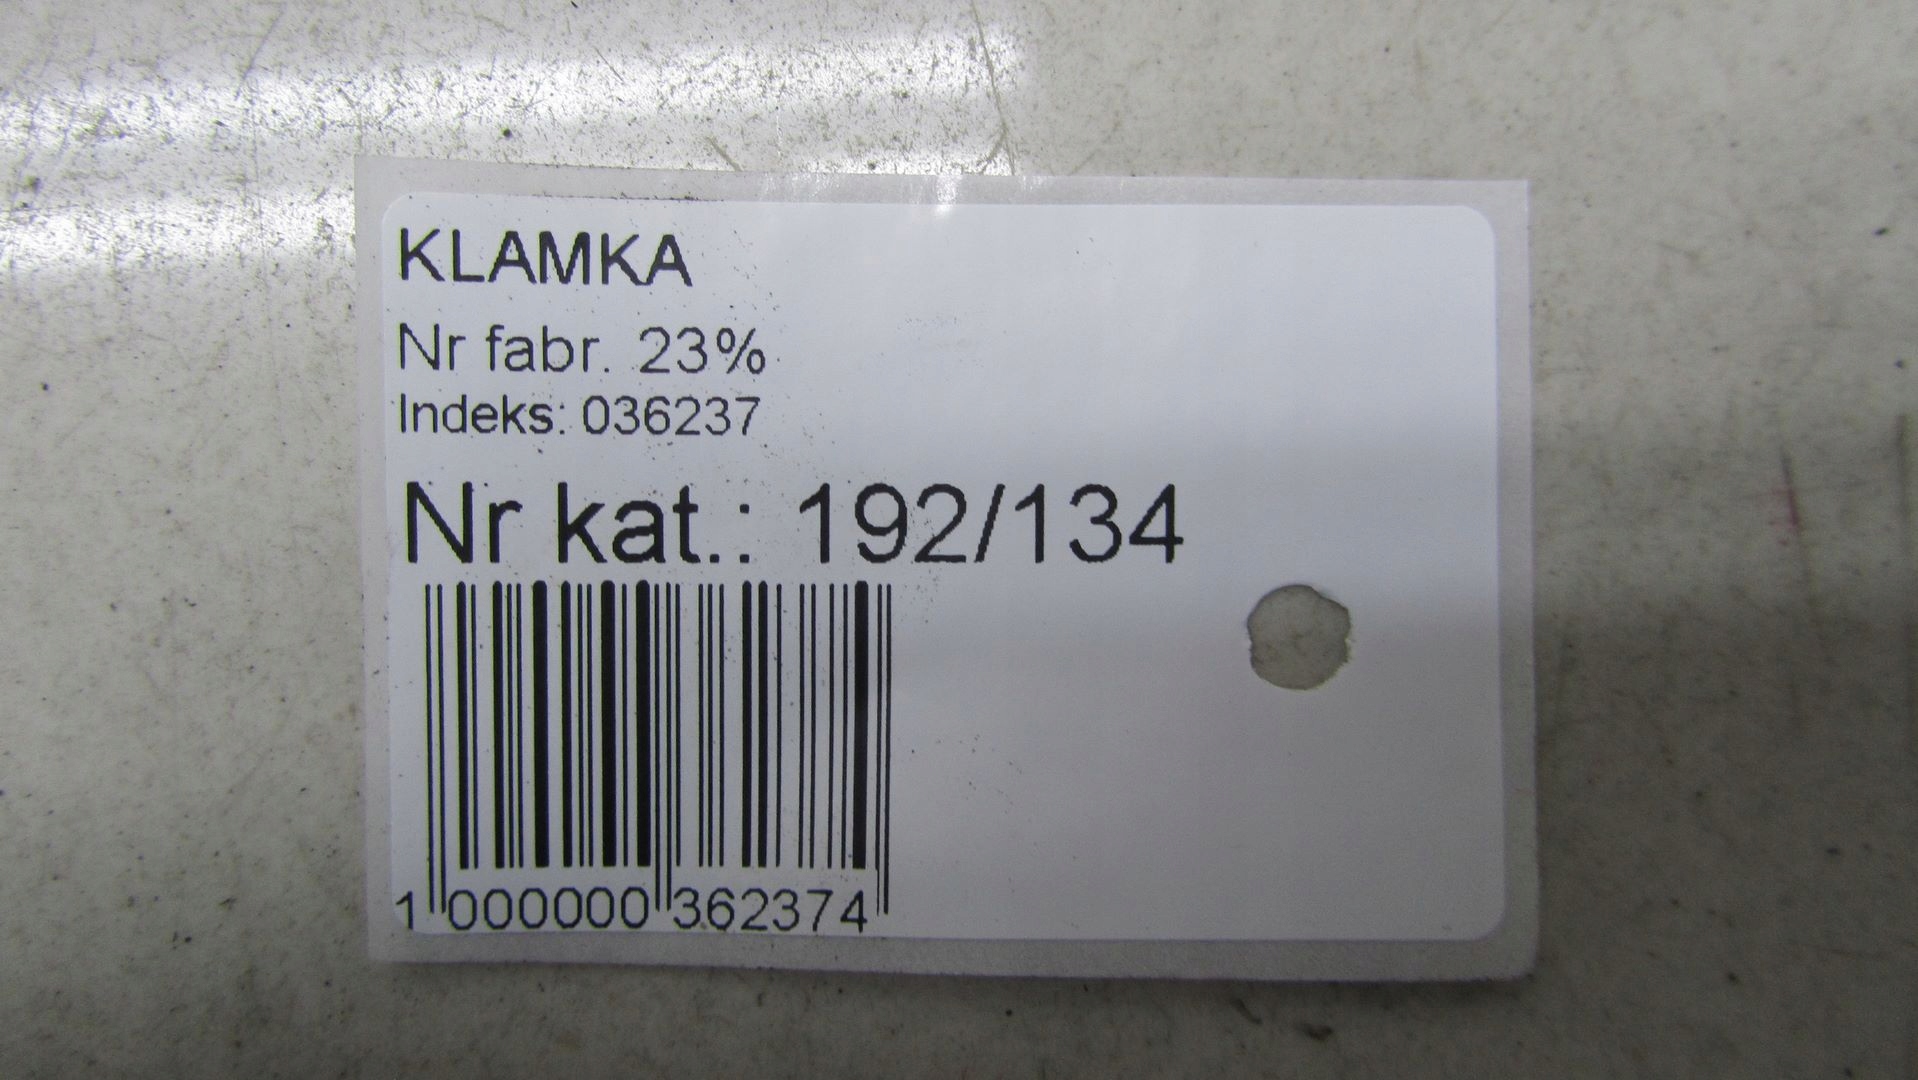 KLAMKA
Nr fabr. 23%
Indeks: 036237
Nr kat.: 192/134
1 000000 362374